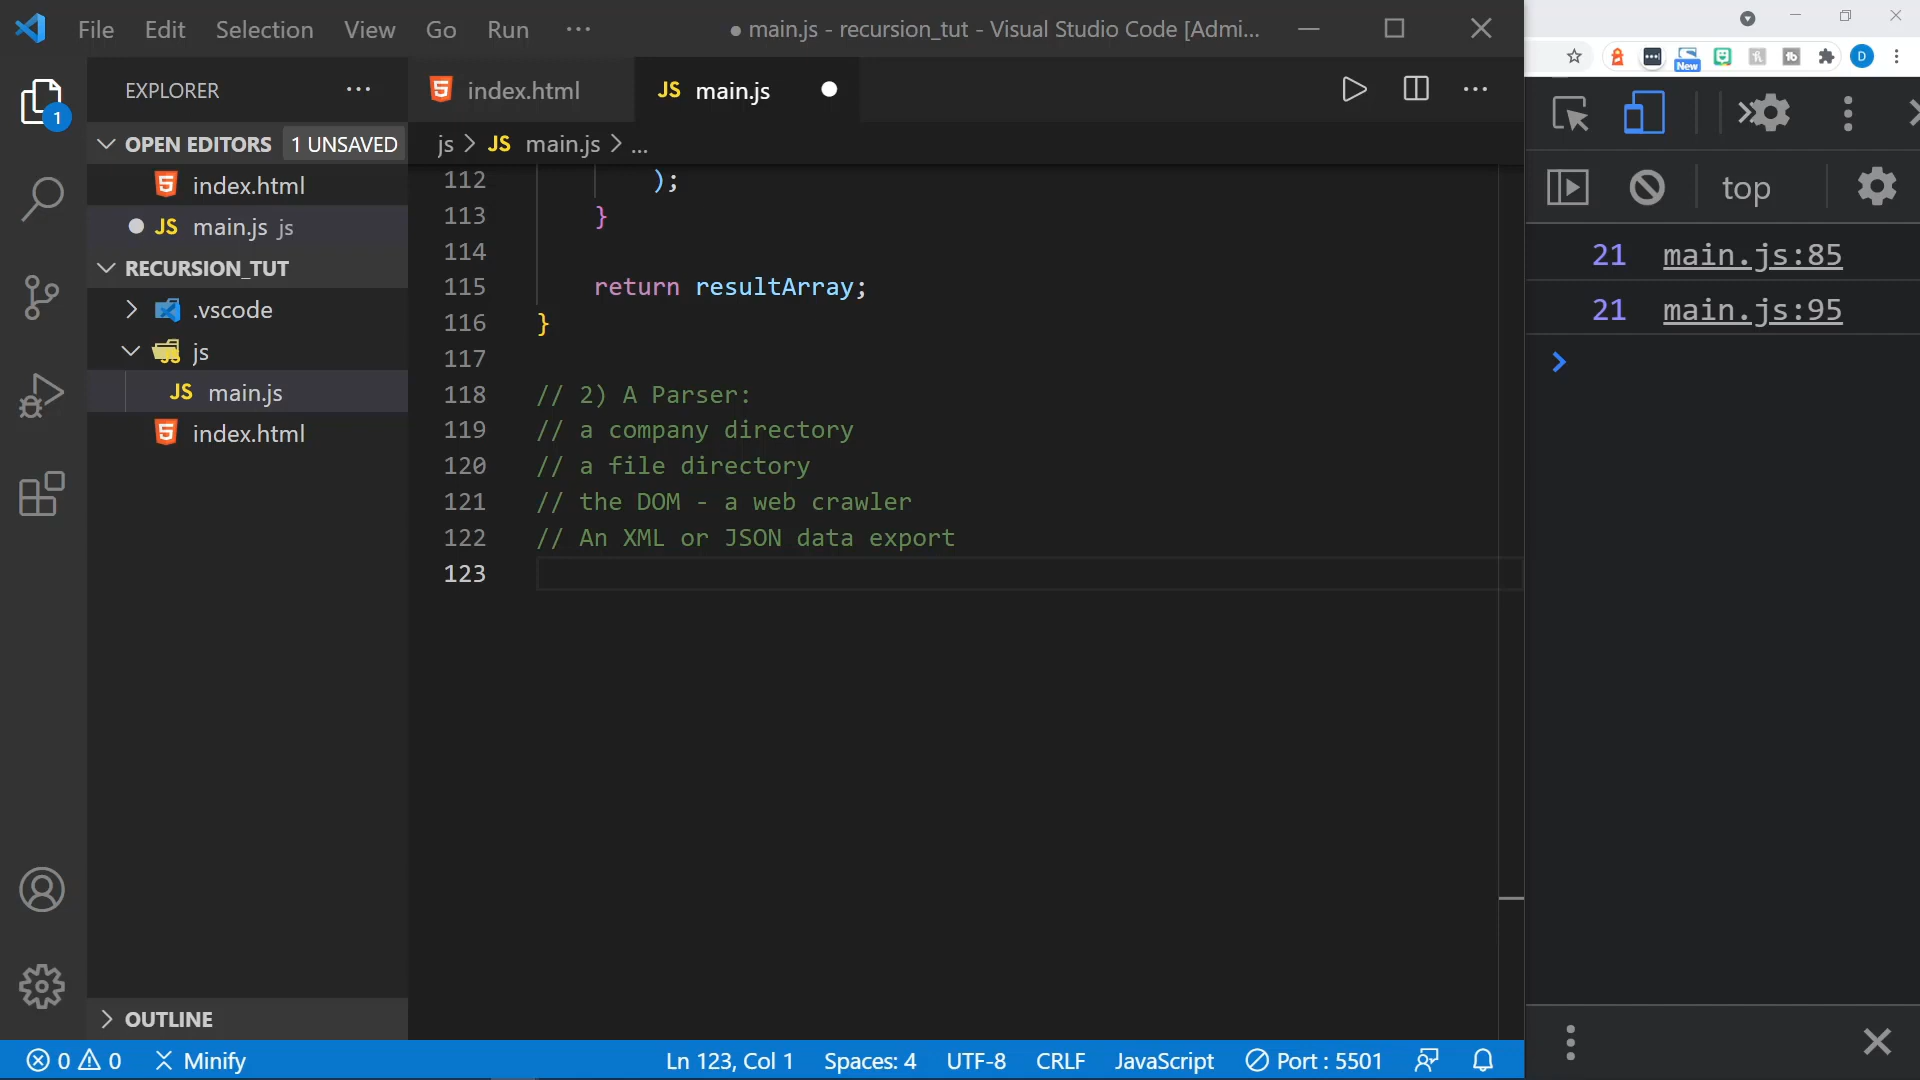 File Edit Selection View Go Run ···
● main.js - recursion_tut - Visual Studio Code [Admi...
New
D
EXPLORER ···
1
OPEN EDITORS 1 UNSAVED
index.html
JS main.js js
RECURSION_TUT
.vscode
js
JS main.js
index.html
OUTLINE
index.html
JS main.js
js > JS main.js > ...
112 );
113 }
114
115 return resultArray;
116 }
117
118 // 2) A Parser:
119 // a company directory
120 // a file directory
121 // the DOM - a web crawler
122 // An XML or JSON data export
123
top
21 main.js:85
21 main.js:95
0 0 Minify
Ln 123, Col 1 Spaces: 4 UTF-8 CRLF JavaScript Port : 5501